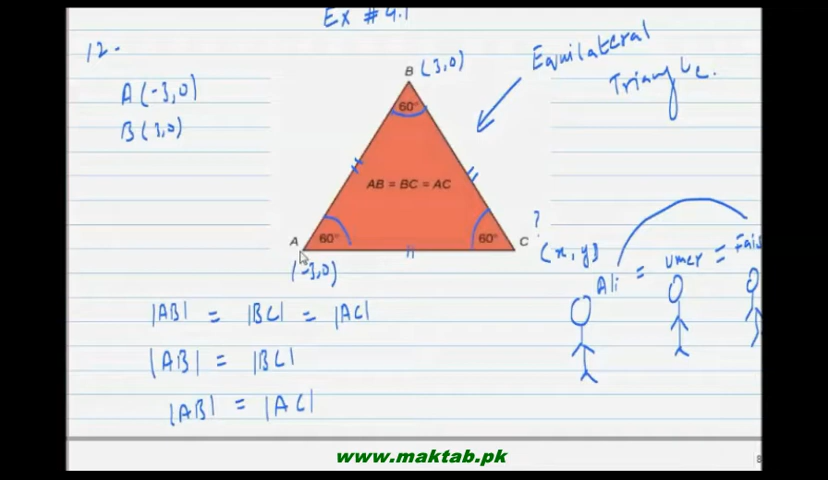 Ex # 4.1
12.
A(-3,0)
B(3,0)
B (3,0)
Equilateral
Triangle.
60°
AB = BC = AC
A 60°
60° C
(-3,0)
?
(x, y)
Ali = Umer =
|AB| = |BC| = |AC|
|AB| = |BC|
|AB| = |AC|
www.maktab.pk
8